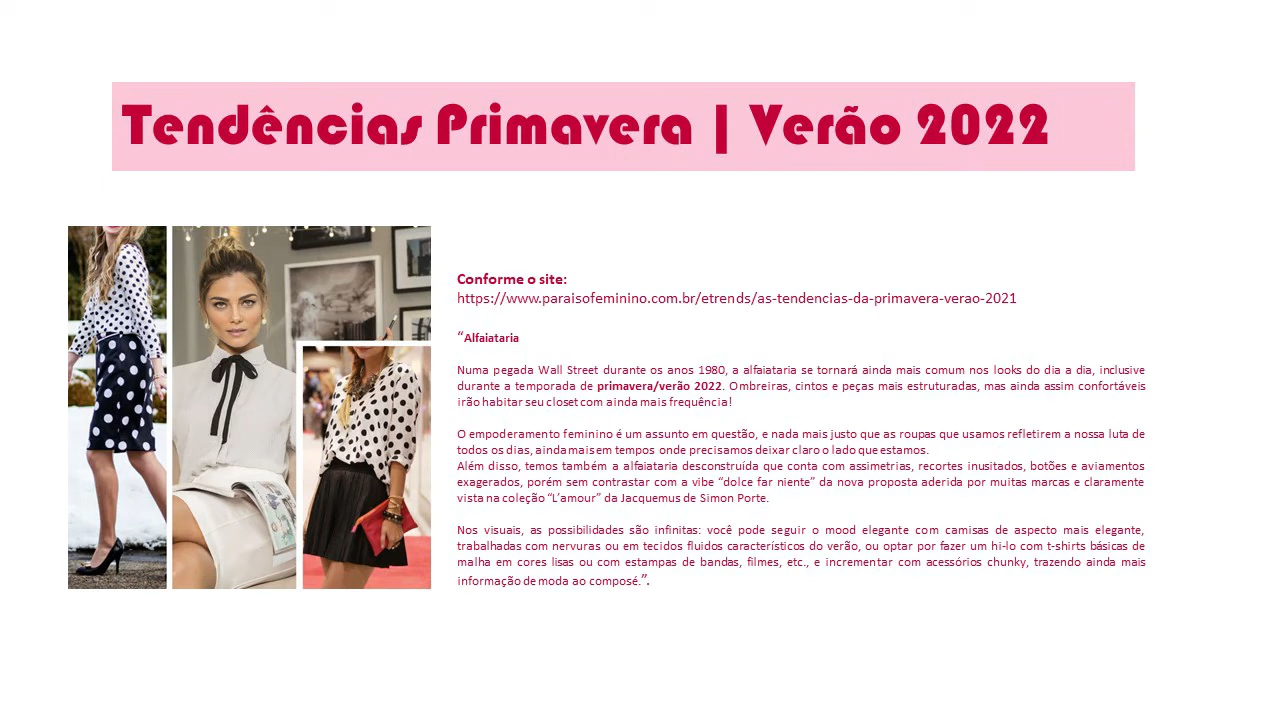 Tendências Primavera | Verão 2022
Conforme o site:
https://www.paraisofeminino.com.br/etrends/as-tendencias-da-primavera-verao-2021
“Alfaiataria
Numa pegada Wall Street durante os anos 1980, a alfaiataria se tornará ainda mais comum nos looks do dia a dia, inclusive
durante a temporada de primavera/verão 2022. Ombreiras, cintos e peças mais estruturadas, mas ainda assim confortáveis
irão habitar seu closet com ainda mais frequência!
O empoderamento feminino é um assunto em questão, e nada mais justo que as roupas que usamos refletirem a nossa luta de
todos os dias, ainda mais em tempos onde precisamos deixar claro o lado que estamos.
Além disso, temos também a alfaiataria desconstruída que conta com assimetrias, recortes inusitados, botões e aviamentos
exagerados, porém sem contrastar com a vibe “dolce far niente” da nova proposta aderida por muitas marcas e claramente
vista na coleção “L’amour” da Jacquemus de Simon Porte.
Nos visuais, as possibilidades são infinitas: você pode seguir o mood elegante com camisas de aspecto mais elegante,
trabalhadas com nervuras ou em tecidos fluidos característicos do verão, ou optar por fazer um hi-lo com t-shirts básicas de
malha em cores lisas ou com estampas de bandas, filmes, etc., e incrementar com acessórios chunky, trazendo ainda mais
informação de moda ao composé.”.